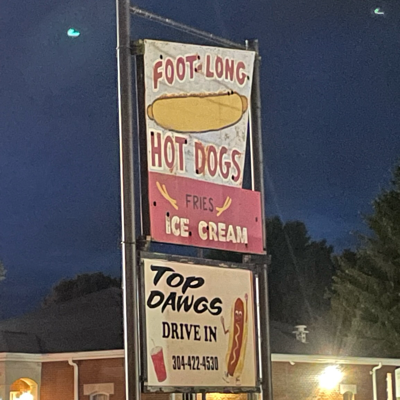 FOOT-LONG
HOT DOGS
FRIES
ICE CREAM
TOP
DAWGS
DRIVE IN
304-422-4530